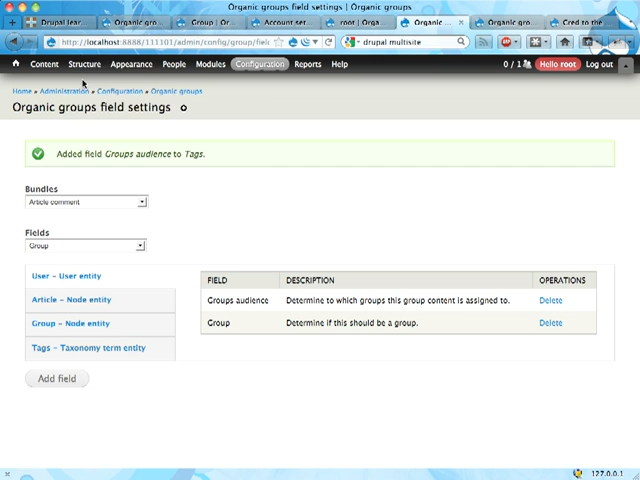 Organic groups field settings | Organic groups
Drupal lear
Organic gro...
Group | Or
Account set...
root | Orga
Organic ...
Organic gro...
Cred to the
http://localhost:8888/111101/admin/config/group/fiel
drupal multisite
Content Structure Appearance People Modules Configuration Reports Help
0 / 1
Hello root
Log out
Home » Administration » Configuration » Organic groups
Organic groups field settings
Added field Groups audience to Tags.
Bundles
Article comment
Fields
Group
User – User entity
Article – Node entity
Group – Node entity
Tags – Taxonomy term entity
FIELD DESCRIPTION OPERATIONS
Groups audience Determine to which groups this group content is assigned to. Delete
Group Determine if this should be a group. Delete
Add field
127.0.0.1